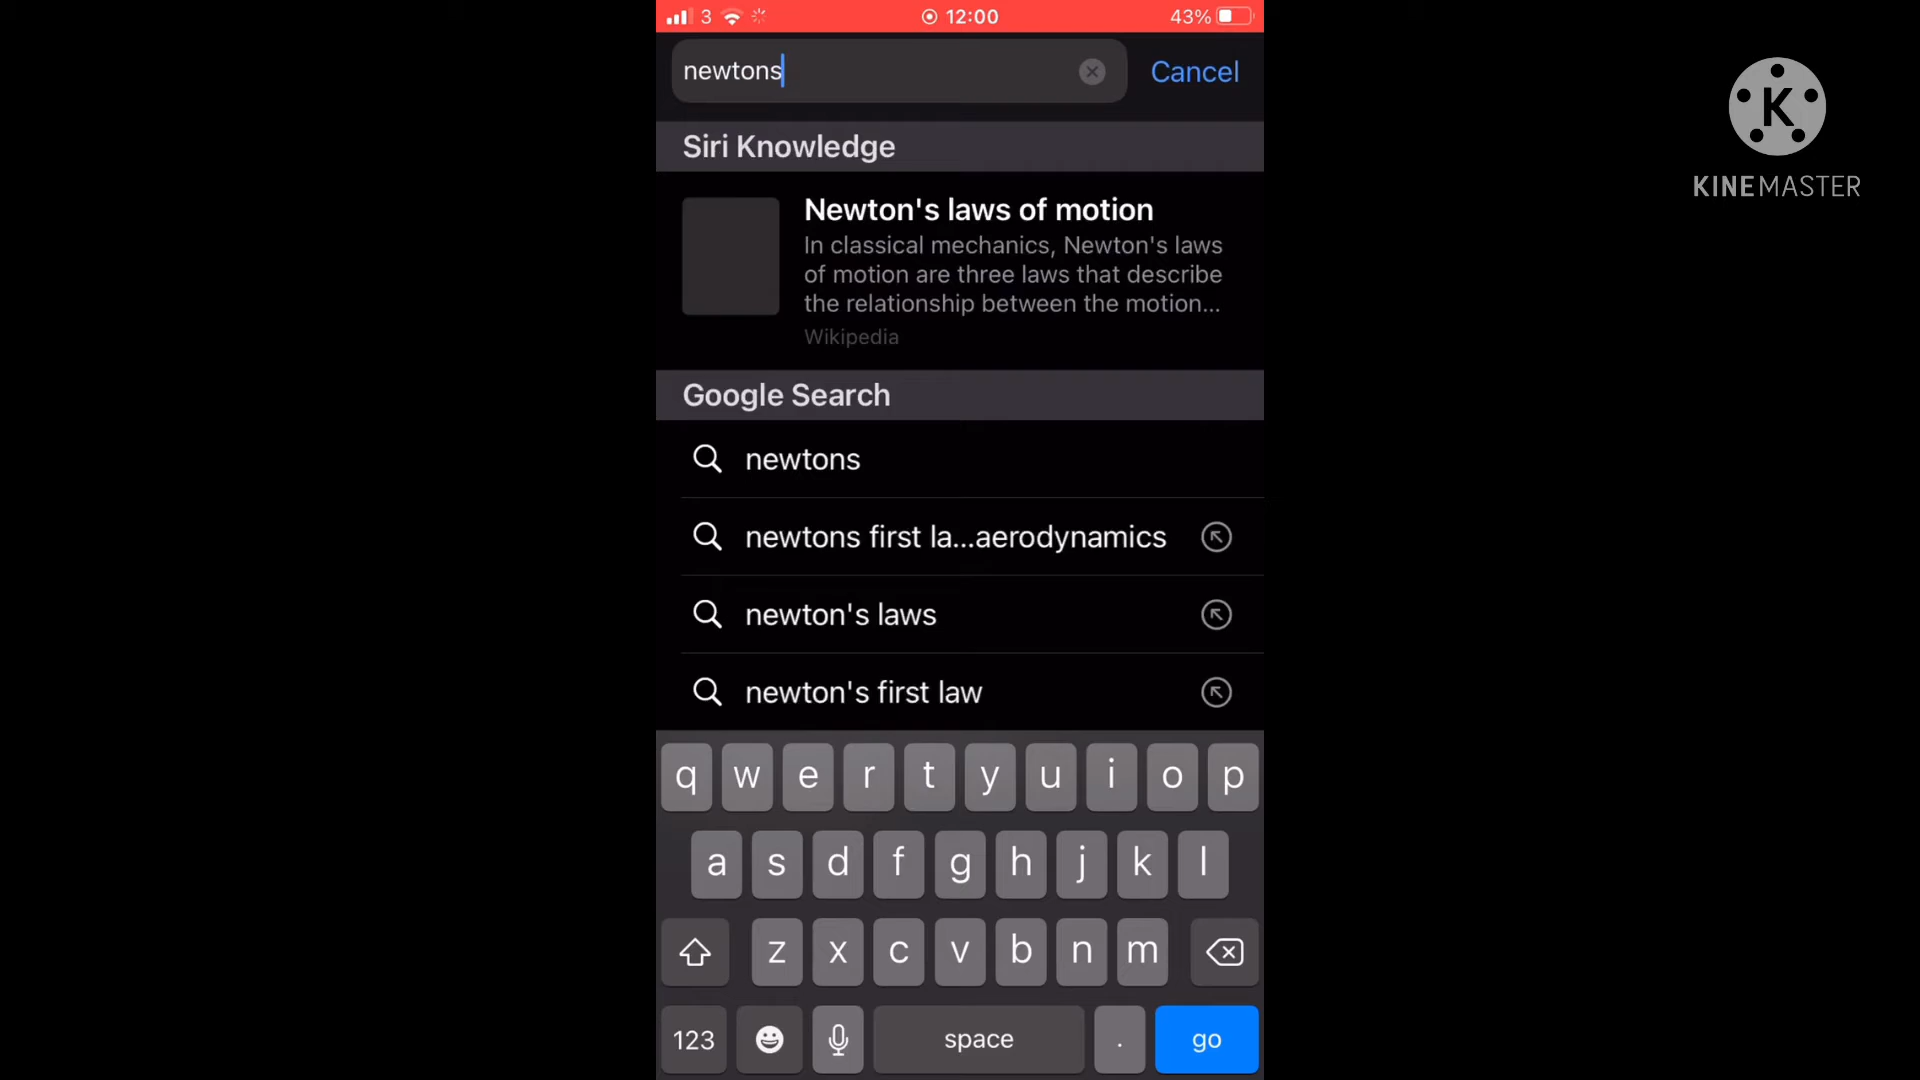 3 12:00 43%
newtons Cancel
Siri Knowledge
Newton's laws of motion
In classical mechanics, Newton's laws
of motion are three laws that describe
the relationship between the motion...
Wikipedia
Google Search
newtons
newtons first la...aerodynamics
newton's laws
newton's first law
q w e r t y u i o p
a s d f g h j k l
z x c v b n m
123 space . go
K
KINEMASTER